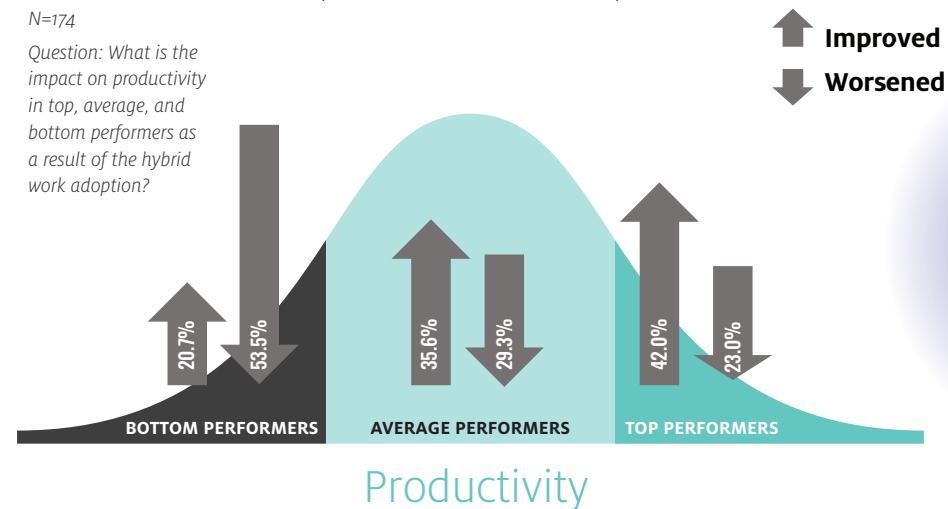 N=174
Question: What is the
impact on productivity
in top, average, and
bottom performers as
a result of the hybrid
work adoption?
Improved
Worsened
20.7%
53.5%
35.6%
29.3%
42.0%
23.0%
BOTTOM PERFORMERS
AVERAGE PERFORMERS
TOP PERFORMERS
Productivity